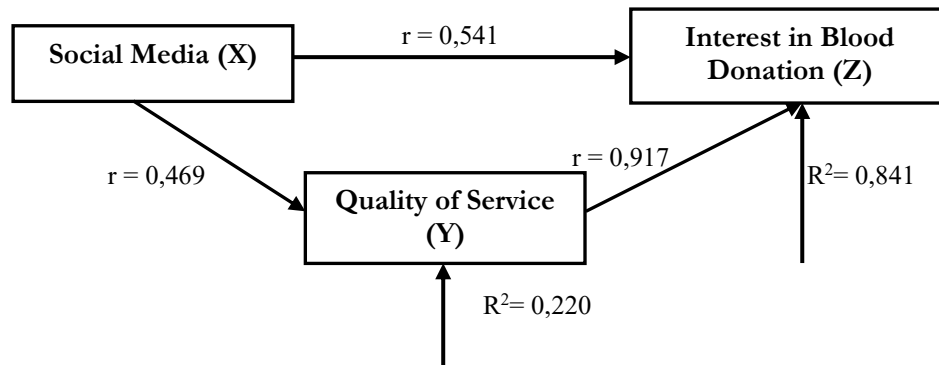 Social Media (X)
r = 0,541
Interest in Blood
Donation (Z)
r = 0,469
r = 0,917
R²= 0,841
Quality of Service
(Y)
R²= 0,220